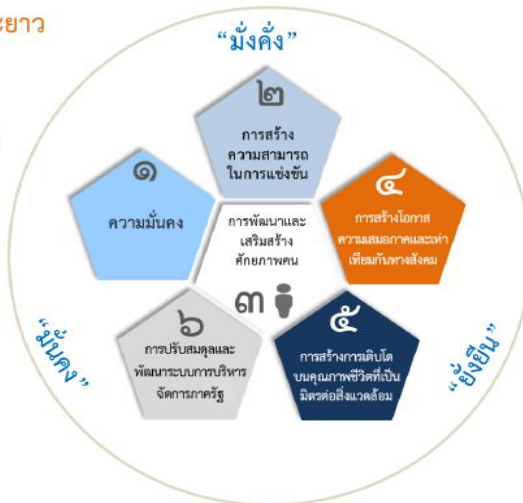 ะยาว
“มั่งคั่ง”
๒
การสร้าง
ความสามารถ
ในการแข่งขัน
๑
ความมั่นคง
๔
การสร้างโอกาส
ความเสมอภาคและเท่า
เทียมกันทางสังคม
การพัฒนาและ
เสริมสร้าง
ศักยภาพคน
๓
๖
การปรับสมดุลและ
พัฒนาระบบการบริหาร
จัดการภาครัฐ
๕
การสร้างการเติบโต
บนคุณภาพชีวิตที่เป็น
มิตรต่อสิ่งแวดล้อม
“มั่นคง”
“ยั่งยืน”